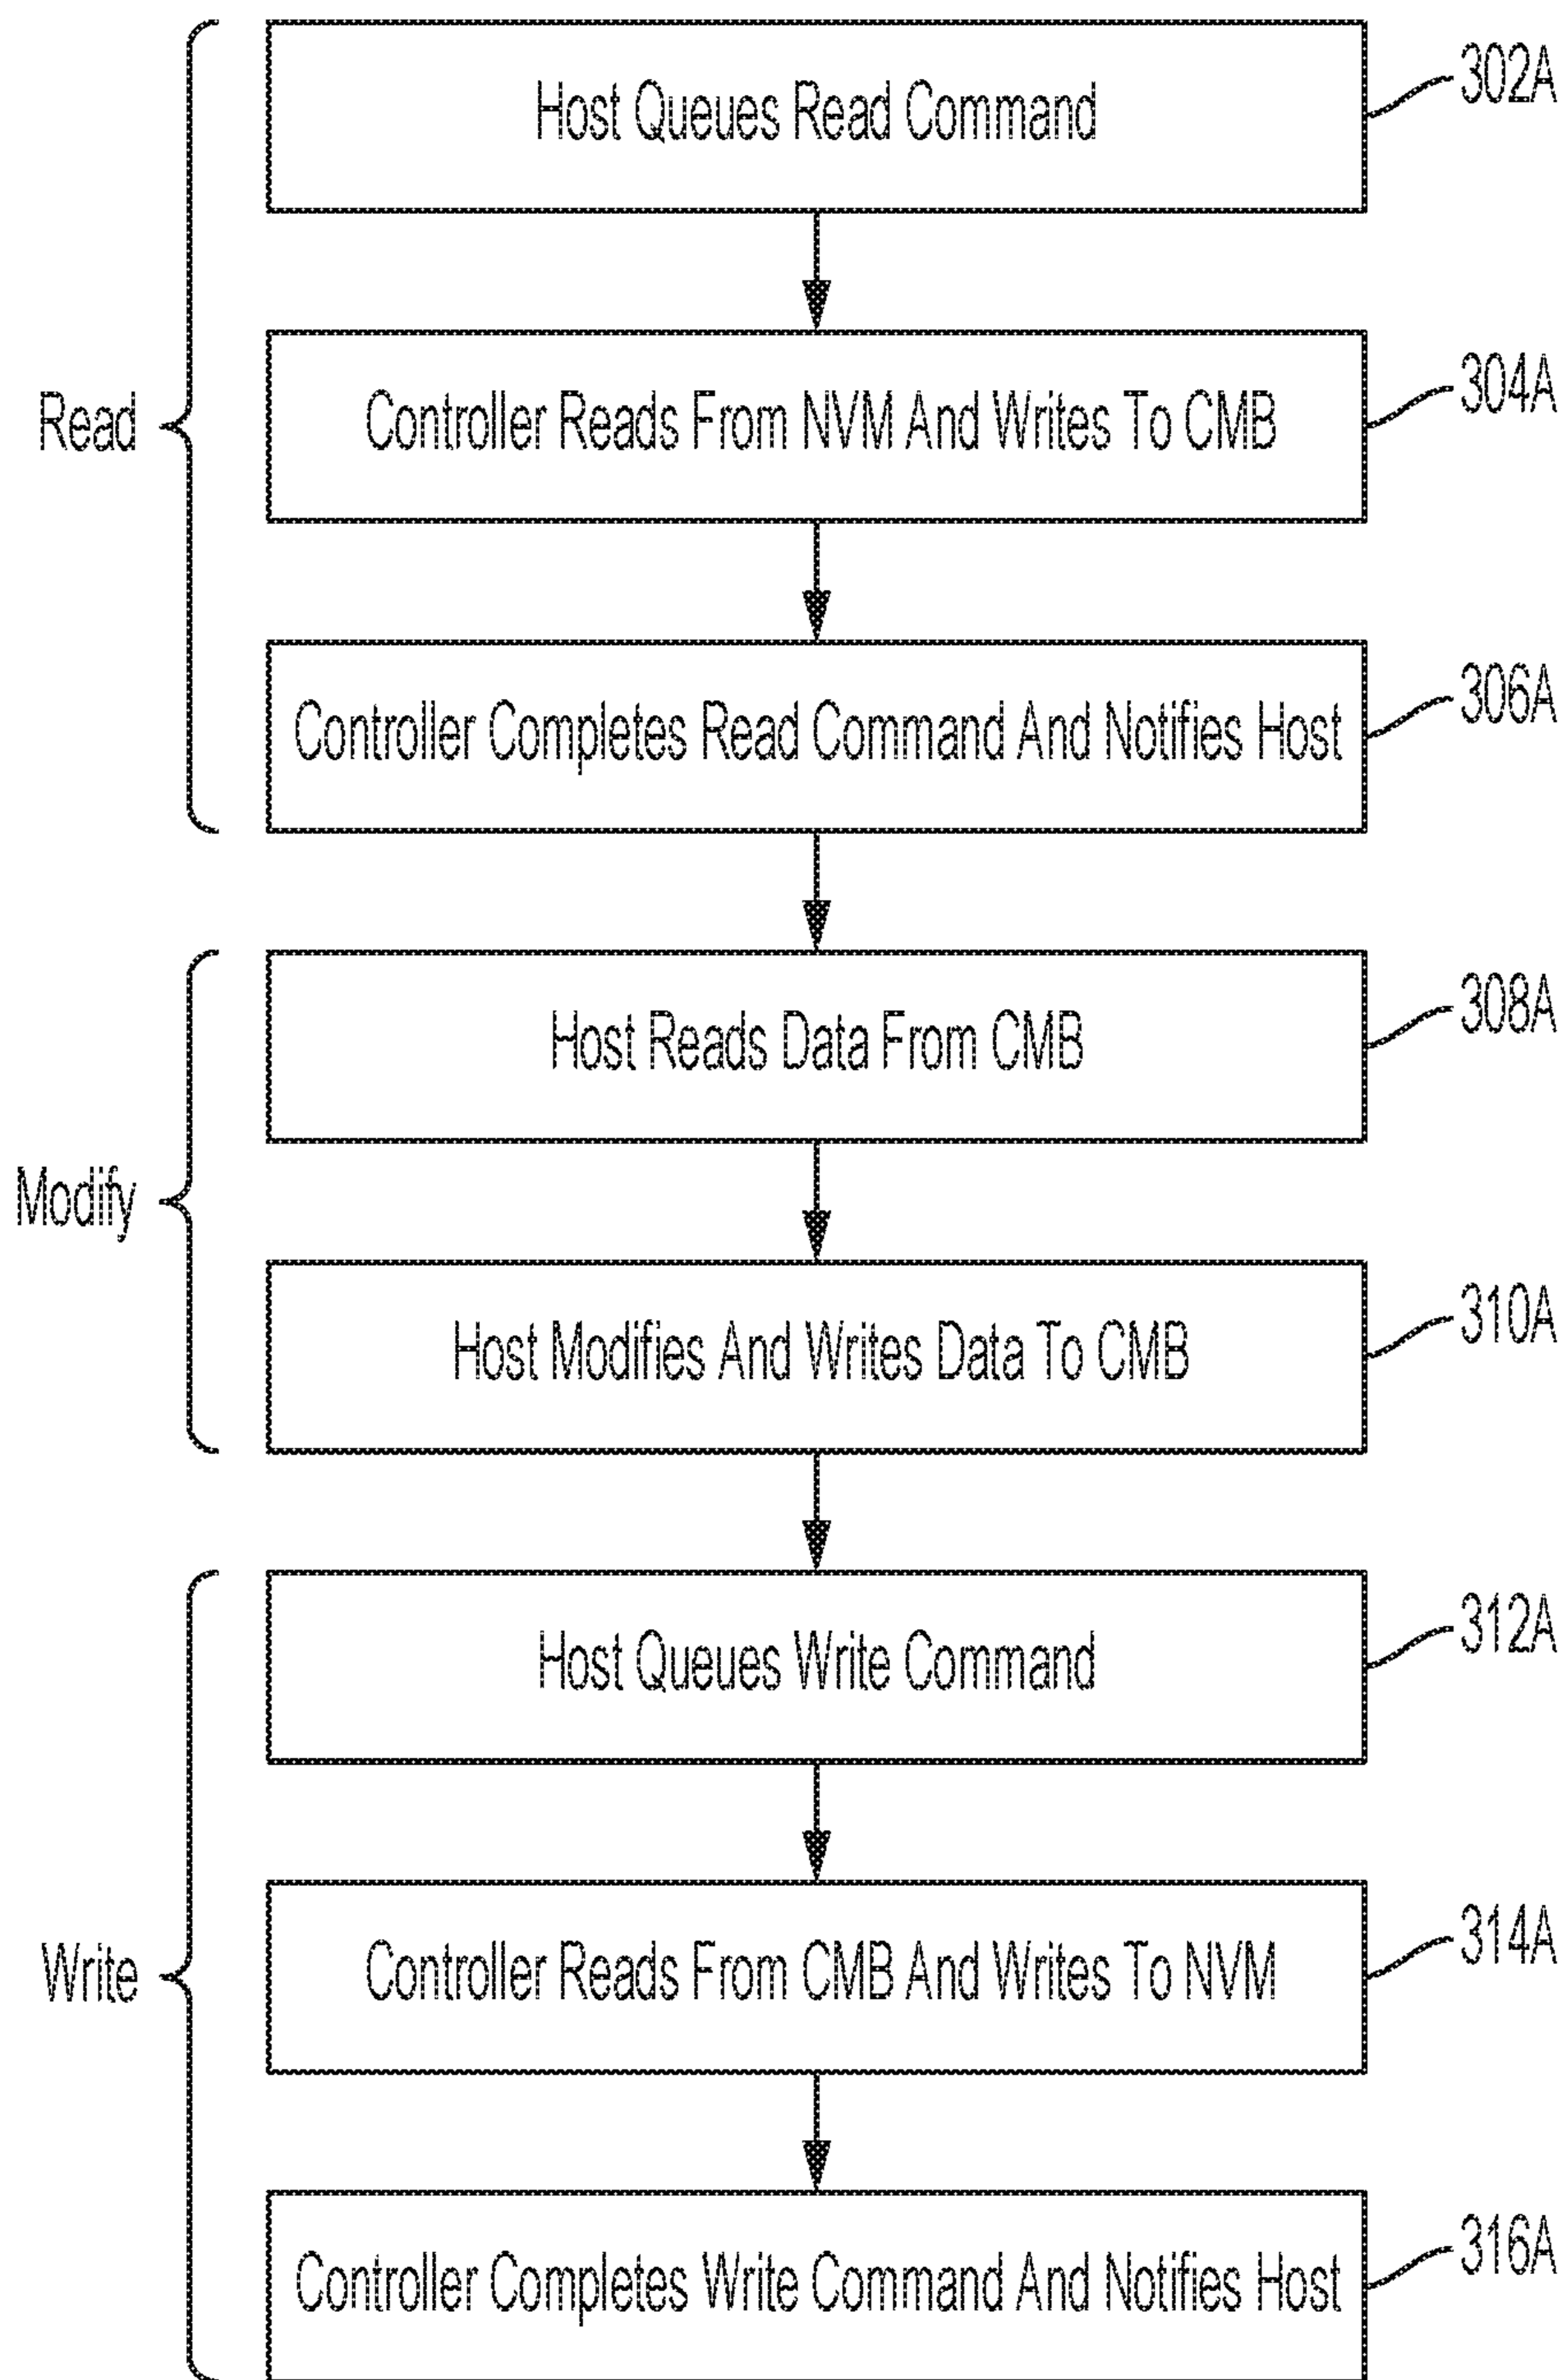 Host Queues Read Command
302A
Read
Controller Reads From NVM And Writes To CMB
304A
Controller Completes Read Command And Notifies Host
306A
Modify
Host Reads Data From CMB
308A
Host Modifies And Writes Data To CMB
310A
Write
Host Queues Write Command
312A
Controller Reads From CMB And Writes To NVM
314A
Controller Completes Write Command And Notifies Host
316A